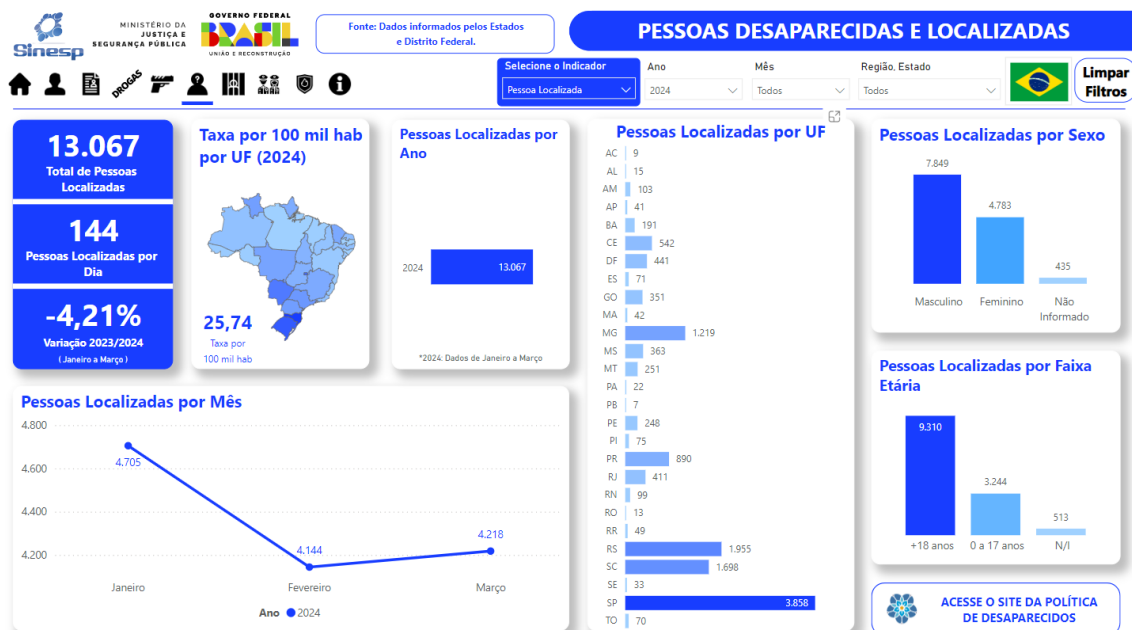 Sinesp
MINISTÉRIO DA
JUSTIÇA E
SEGURANÇA PÚBLICA
GOVERNO FEDERAL
BRASIL
UNIÃO E RECONSTRUÇÃO
Fonte: Dados informados pelos Estados
e Distrito Federal.
PESSOAS DESAPARECIDAS E LOCALIZADAS
DROGAS
Selecione o Indicador
Pessoa Localizada
Ano
2024
Mês
Todos
Região, Estado
Todos
Limpar
Filtros
13.067
Total de Pessoas
Localizadas
144
Pessoas Localizadas por
Dia
-4,21%
Variação 2023/2024
(Janeiro a Março )
Taxa por 100 mil hab
por UF (2024)
25,74
Taxa por
100 mil hab
Pessoas Localizadas por
Ano
2024 13.067
*2024: Dados de Janeiro a Março
Pessoas Localizadas por Mês
4.800
4.600
4.400
4.200
4.705
4.144
4.218
Janeiro Fevereiro Março
Ano 2024
Pessoas Localizadas por UF
AC 9
AL 15
AM 103
AP 41
BA 191
CE 542
DF 441
ES 71
GO 351
MA 42
MG 1.219
MS 363
MT 251
PA 22
PB 7
PE 248
PI 75
PR 890
RJ 411
RN 99
RO 13
RR 49
RS 1.955
SC 1.698
SE 33
SP 3.858
TO 70
Pessoas Localizadas por Sexo
7.849
4.783
435
Masculino Feminino Não
Informado
Pessoas Localizadas por Faixa
Etária
9.310
3.244
513
+18 anos 0 a 17 anos N/I
ACESSE O SITE DA POLÍTICA
DE DESAPARECIDOS